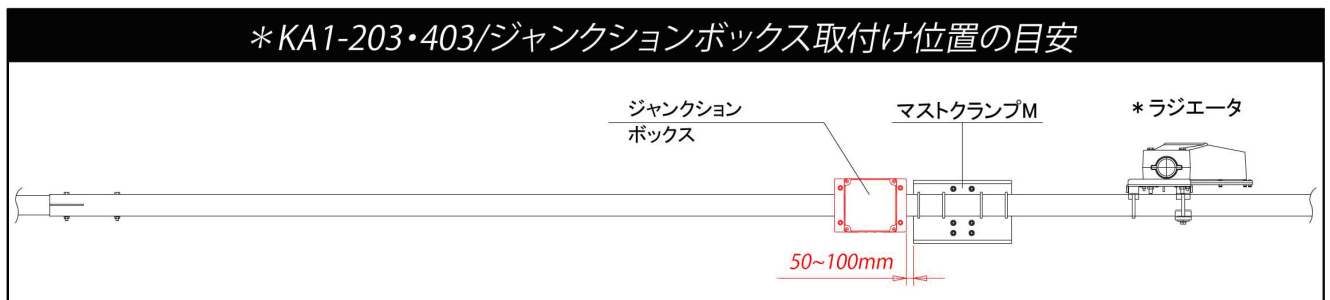 ＊KA1-203・403/ジャンクションボックス取付け位置の目安
ジャンクション
ボックス
マストクランプM
＊ラジエータ
50~100mm